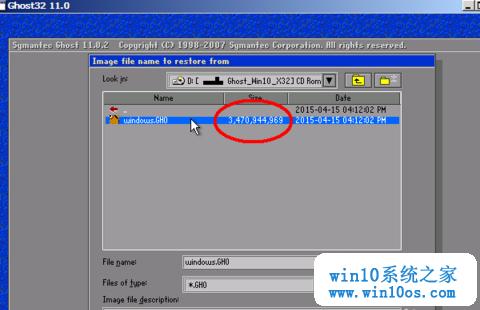 Ghost32 11.0
Symantec Ghost 11.0.2 Copyright (C) 1998-2007 Symantec Corporation. All rights reserved.
Image file name to restore from
Look in:
D: [ Ghost_Win10_X32] CD Rom
Name Size Date
.. 2015-04-15 04:12:02 PM
windows.GHO 3,470,944,969 2015-04-15 04:12:02 PM
File name: windows.GHO
Files of type: *.GHO
Image file description:
win10系统之家
www.win10os.com